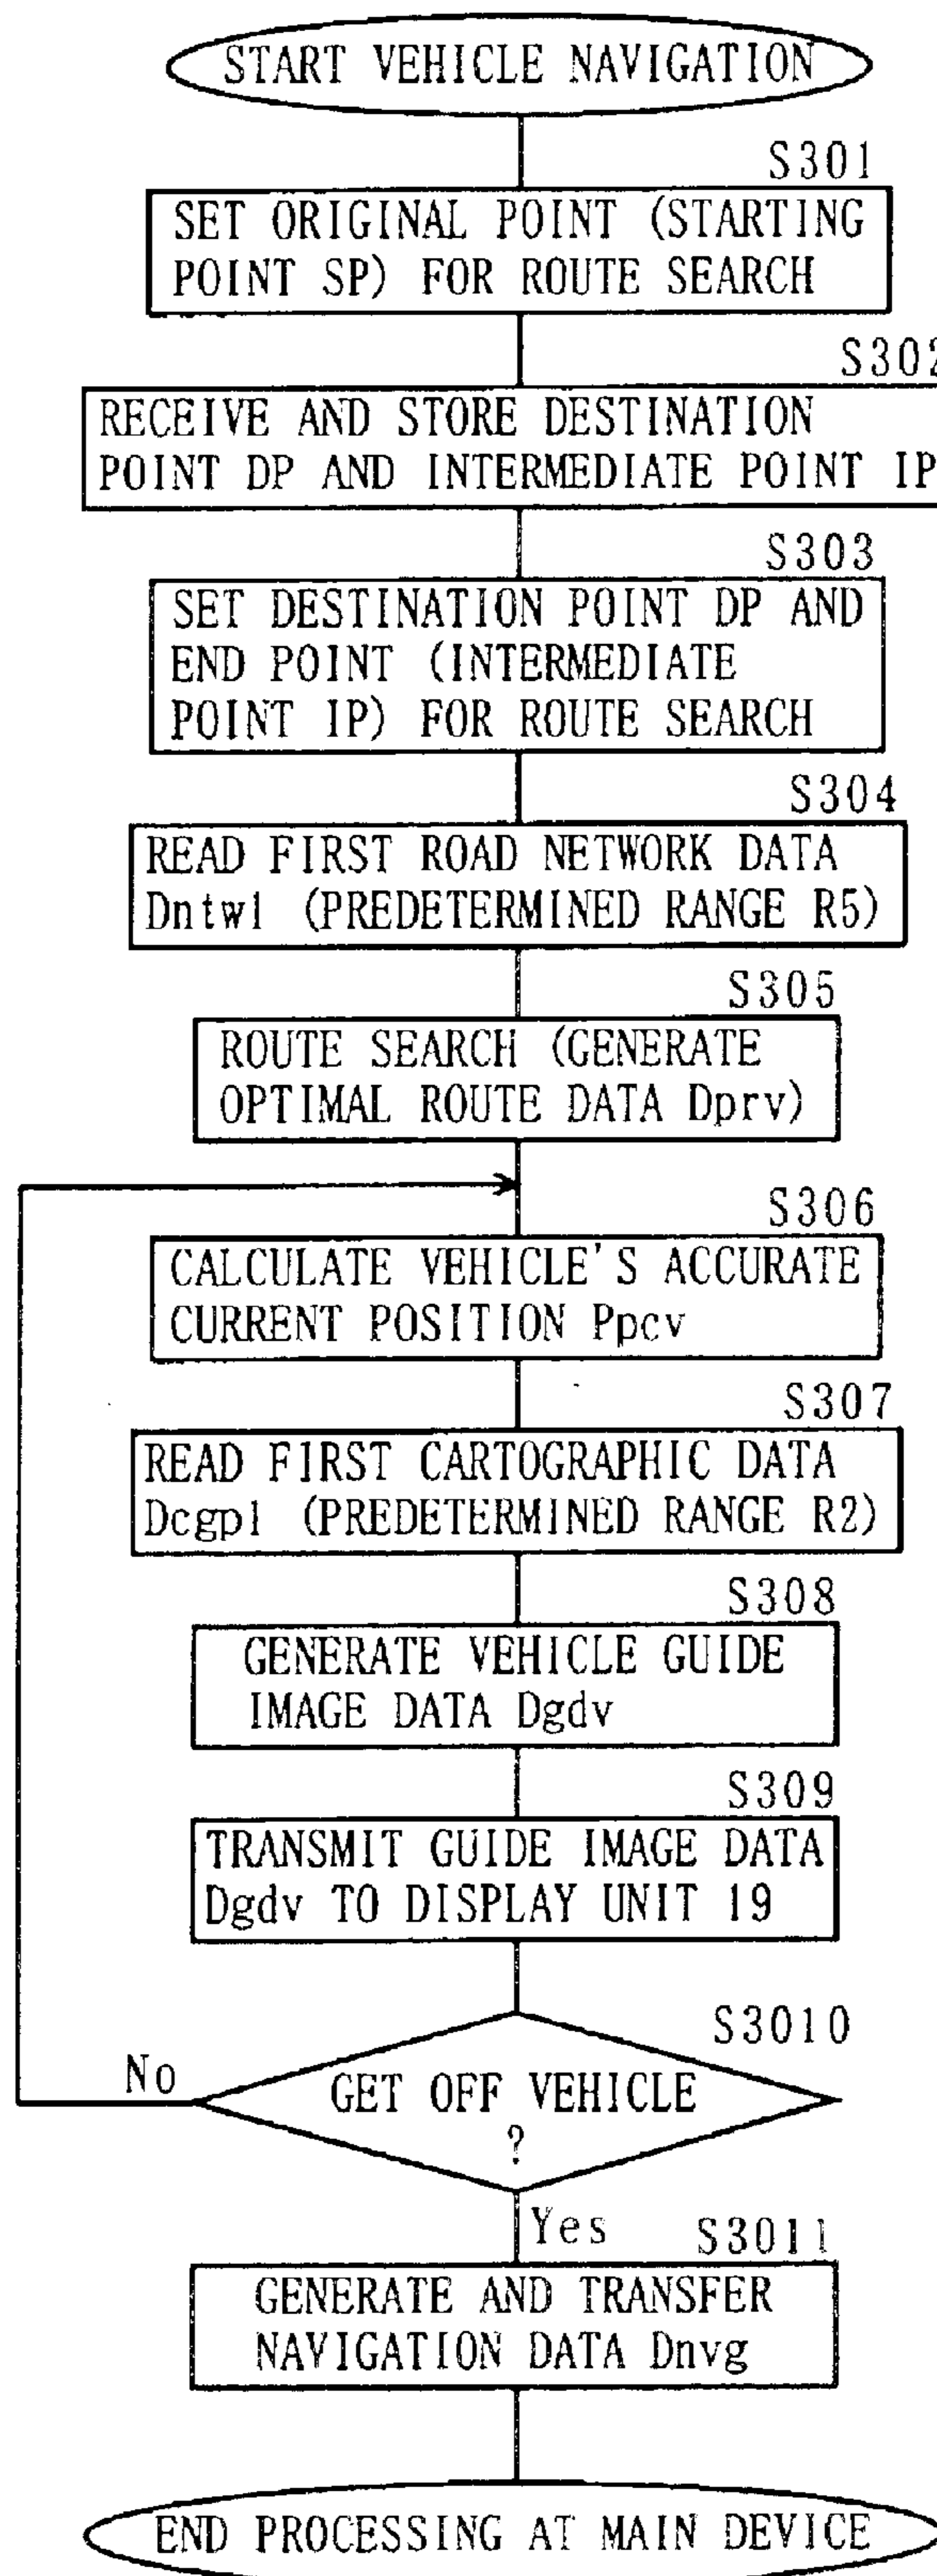 START VEHICLE NAVIGATION
S301
SET ORIGINAL POINT (STARTING
POINT SP) FOR ROUTE SEARCH
S302
RECEIVE AND STORE DESTINATION
POINT DP AND INTERMEDIATE POINT IP
S303
SET DESTINATION POINT DP AND
END POINT (INTERMEDIATE
POINT IP) FOR ROUTE SEARCH
S304
READ FIRST ROAD NETWORK DATA
Dntw1 (PREDETERMINED RANGE R5)
S305
ROUTE SEARCH (GENERATE
OPTIMAL ROUTE DATA Dprv)
S306
CALCULATE VEHICLE'S ACCURATE
CURRENT POSITION Ppcv
S307
READ FIRST CARTOGRAPHIC DATA
Dcgp1 (PREDETERMINED RANGE R2)
S308
GENERATE VEHICLE GUIDE
IMAGE DATA Dgdv
S309
TRANSMIT GUIDE IMAGE DATA
Dgdv TO DISPLAY UNIT 19
S3010
No
GET OFF VEHICLE
?
Yes
S3011
GENERATE AND TRANSFER
NAVIGATION DATA Dnvg
END PROCESSING AT MAIN DEVICE